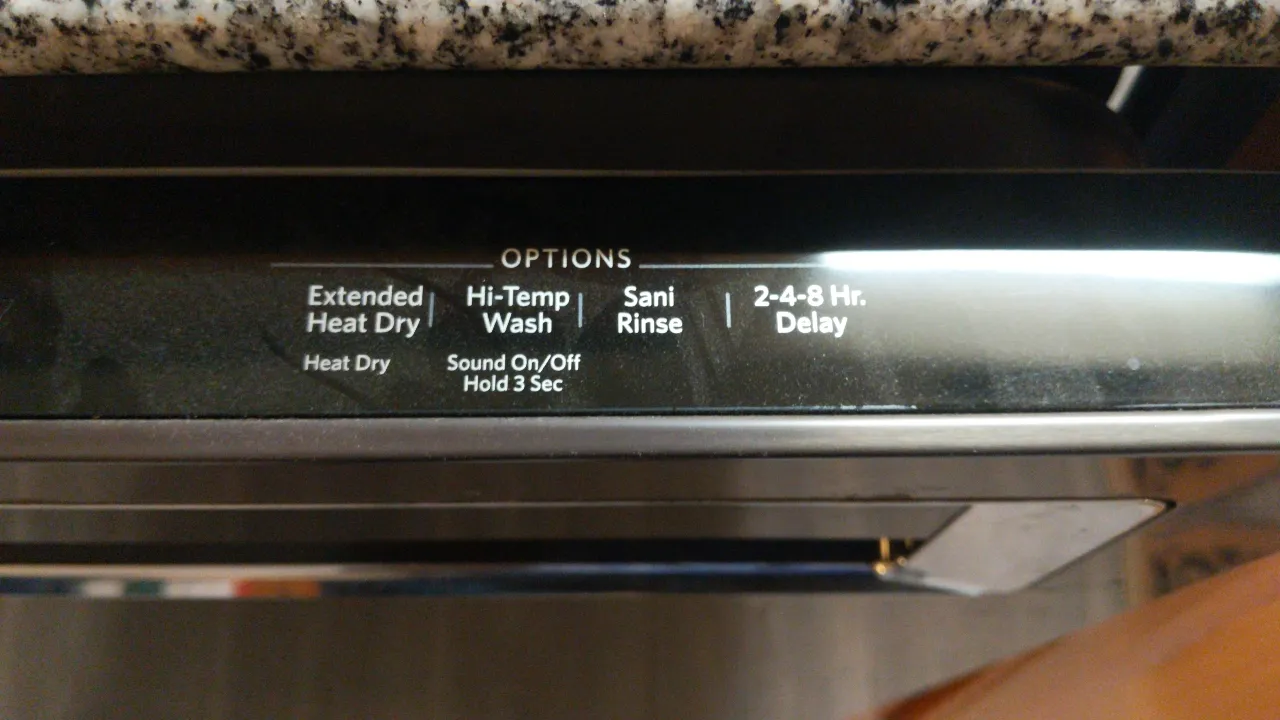 OPTIONS
Extended Hi-Temp Sani 2-4-8 Hr.
Heat Dry Wash Rinse Delay
Heat Dry Sound On/Off
Hold 3 Sec